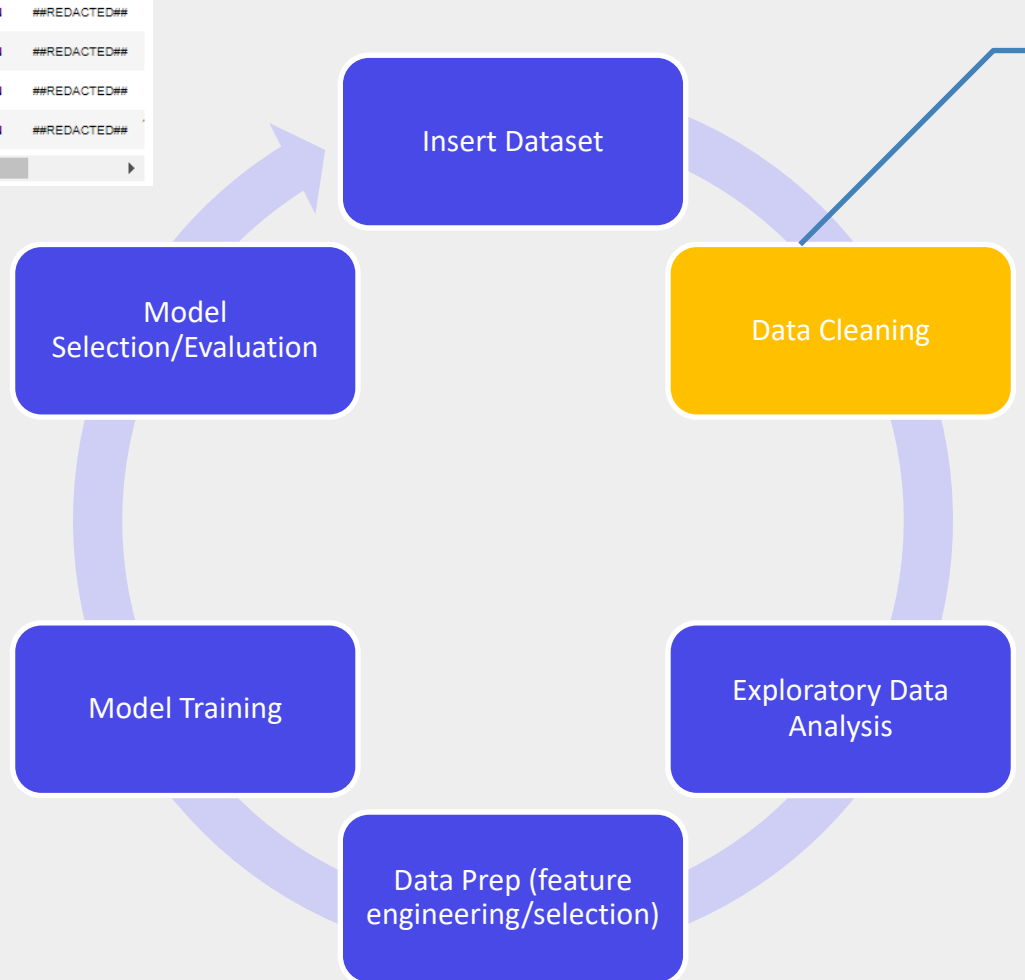 ##REDACTED##
##REDACTED##
##REDACTED##
##REDACTED##
Insert Dataset
Data Cleaning
Exploratory Data
Analysis
Data Prep (feature
engineering/selection)
Model Training
Model
Selection/Evaluation